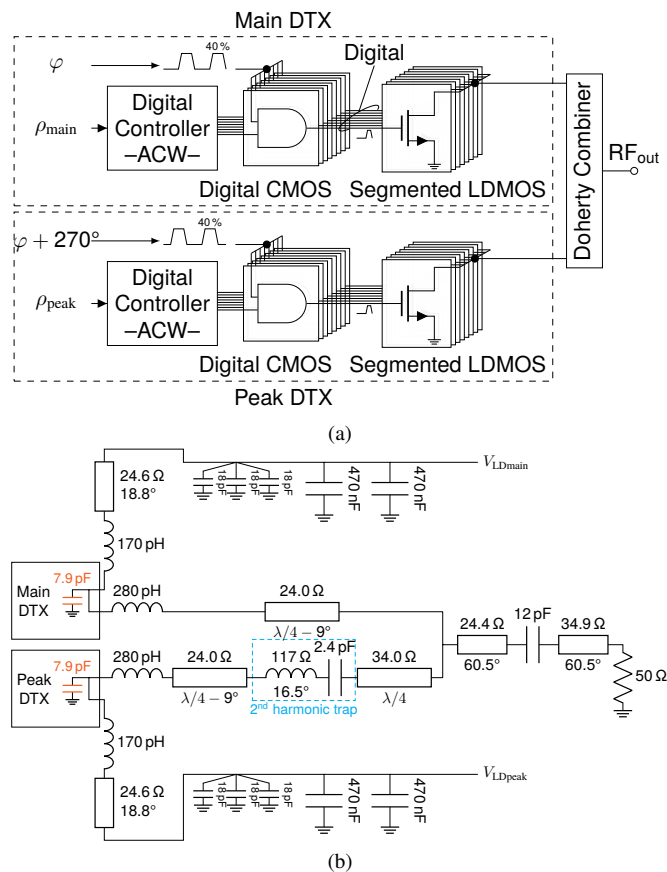 Main DTX
φ
40 %
Digital
ρmain
Digital
Controller
–ACW–
Digital CMOS
Segmented LDMOS
Doherty Combiner
RFout
φ + 270°
40 %
ρpeak
Digital
Controller
–ACW–
Digital CMOS
Segmented LDMOS
Peak DTX
(a)
24.6 Ω
18.8°
18 pF
18 pF
18 pF
470 nF
470 nF
VLDmain
170 pH
7.9 pF
Main
DTX
280 pH
24.0 Ω
λ/4 − 9°
24.4 Ω
60.5°
12 pF
34.9 Ω
60.5°
50 Ω
7.9 pF
Peak
DTX
280 pH
24.0 Ω
λ/4 − 9°
117 Ω
16.5°
2.4 pF
2nd harmonic trap
34.0 Ω
λ/4
170 pH
24.6 Ω
18.8°
18 pF
18 pF
18 pF
470 nF
470 nF
VLDpeak
(b)